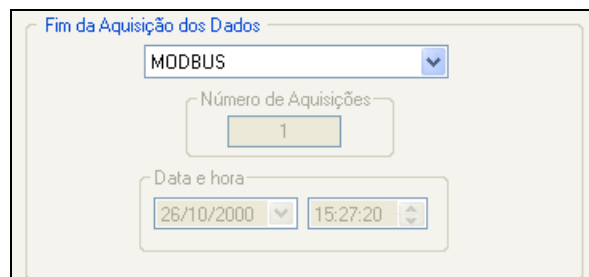 Fim da Aquisição dos Dados
MODBUS
Número de Aquisições
1
Data e hora
26/10/2000 15:27:20